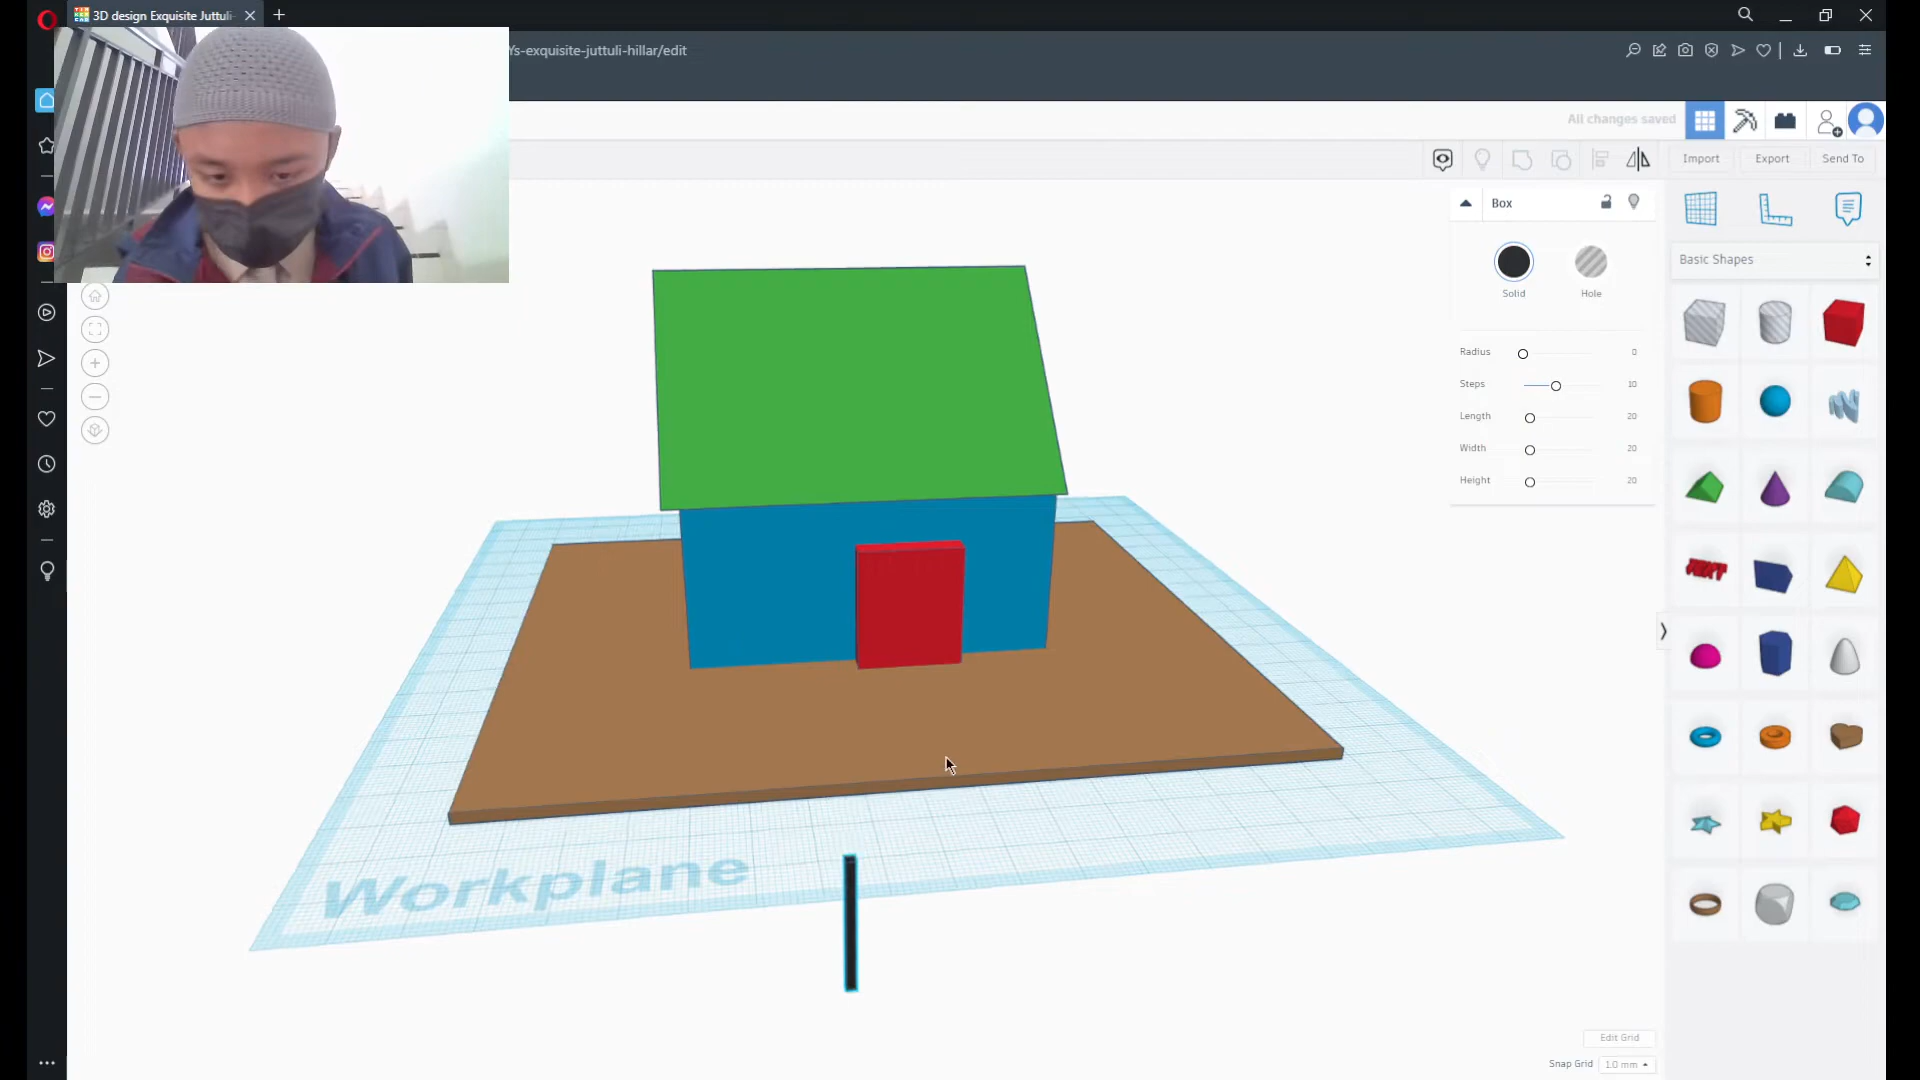 3D design Exquisite Juttuli-
Ys-exquisite-juttuli-hillar/edit
All changes saved
Import
Export
Send To
Box
Solid
Hole
Basic Shapes
Radius 0
Steps 10
Length 20
Width 20
Height 20
TEXT
Workplane
Edit Grid
Snap Grid 1.0 mm